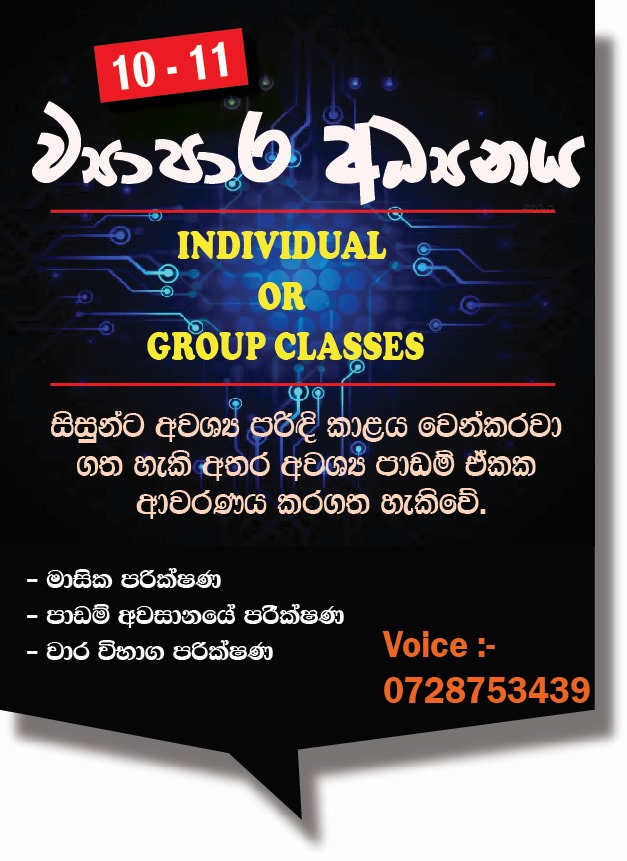 10 - 11
ව්‍යාපාර අධ්‍යනය
INDIVIDUAL
OR
GROUP CLASSES
සිසුන්ට අවශ්‍ය පරිඳි කාළය වෙන්කරවා
ගත හැකි අතර අවශ්‍ය පාඩම් ඒකක
ආවරණය කරගත හැකිවේ.
– මාසික පරික්ෂණ
– පාඩම් අවසානයේ පරීක්ෂණ
– වාර විභාග පරික්ෂණ
Voice :-
0728753439